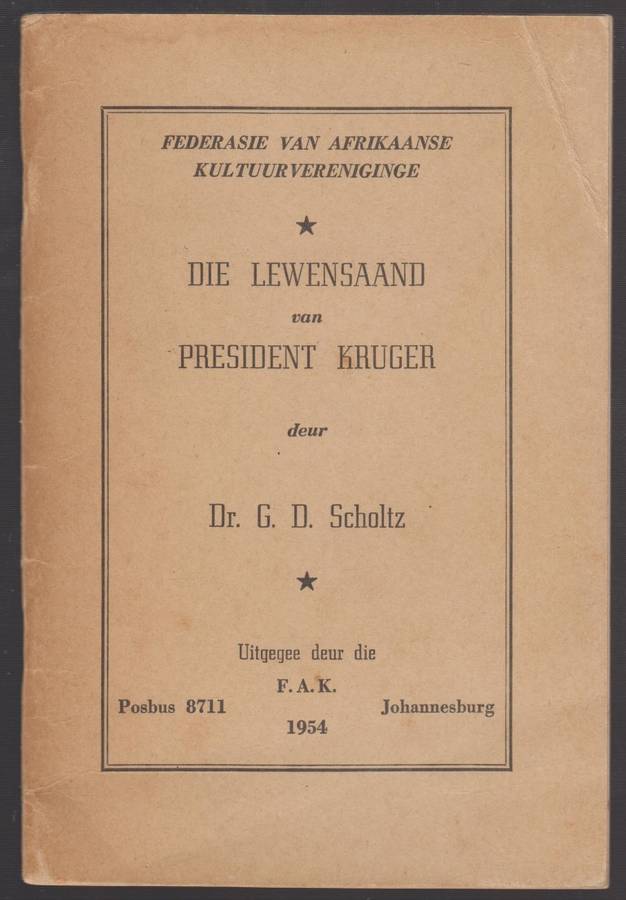 FEDERASIE VAN AFRIKAANSE
KULTUURVERENIGINGE
DIE LEWENSAAND
van
PRESIDENT KRUGER
deur
Dr. G. D. Scholtz
Uitgegee deur die
F.A.K.
Posbus 8711 Johannesburg
1954